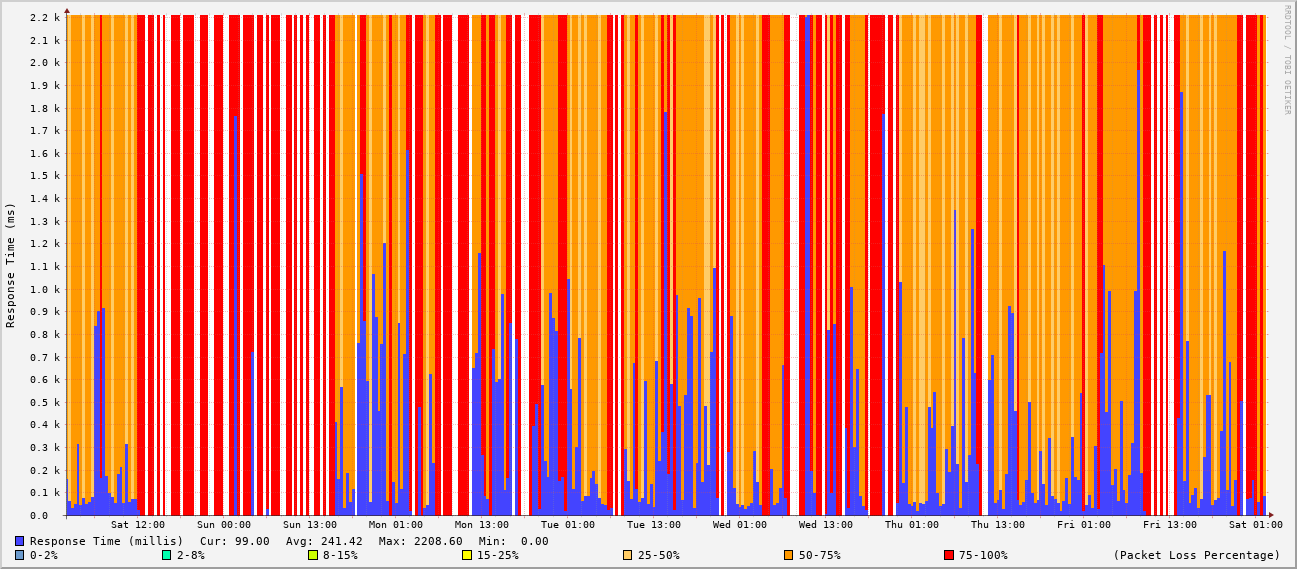 2.2 k
2.1 k
2.0 k
1.9 k
1.8 k
1.7 k
1.6 k
1.5 k
1.4 k
1.3 k
1.2 k
1.1 k
1.0 k
0.9 k
0.8 k
0.7 k
0.6 k
0.5 k
0.4 k
0.3 k
0.2 k
0.1 k
0.0
Response Time (ms)
RRDTOOL / TOBI OETIKER
Sat 12:00 Sun 00:00 Sun 13:00 Mon 01:00 Mon 13:00 Tue 01:00 Tue 13:00 Wed 01:00 Wed 13:00 Thu 01:00 Thu 13:00 Fri 01:00 Fri 13:00 Sat 01:00
Response Time (millis) Cur: 99.00 Avg: 241.42 Max: 2208.60 Min: 0.00
0-2% 2-8% 8-15% 15-25% 25-50% 50-75% 75-100% (Packet Loss Percentage)